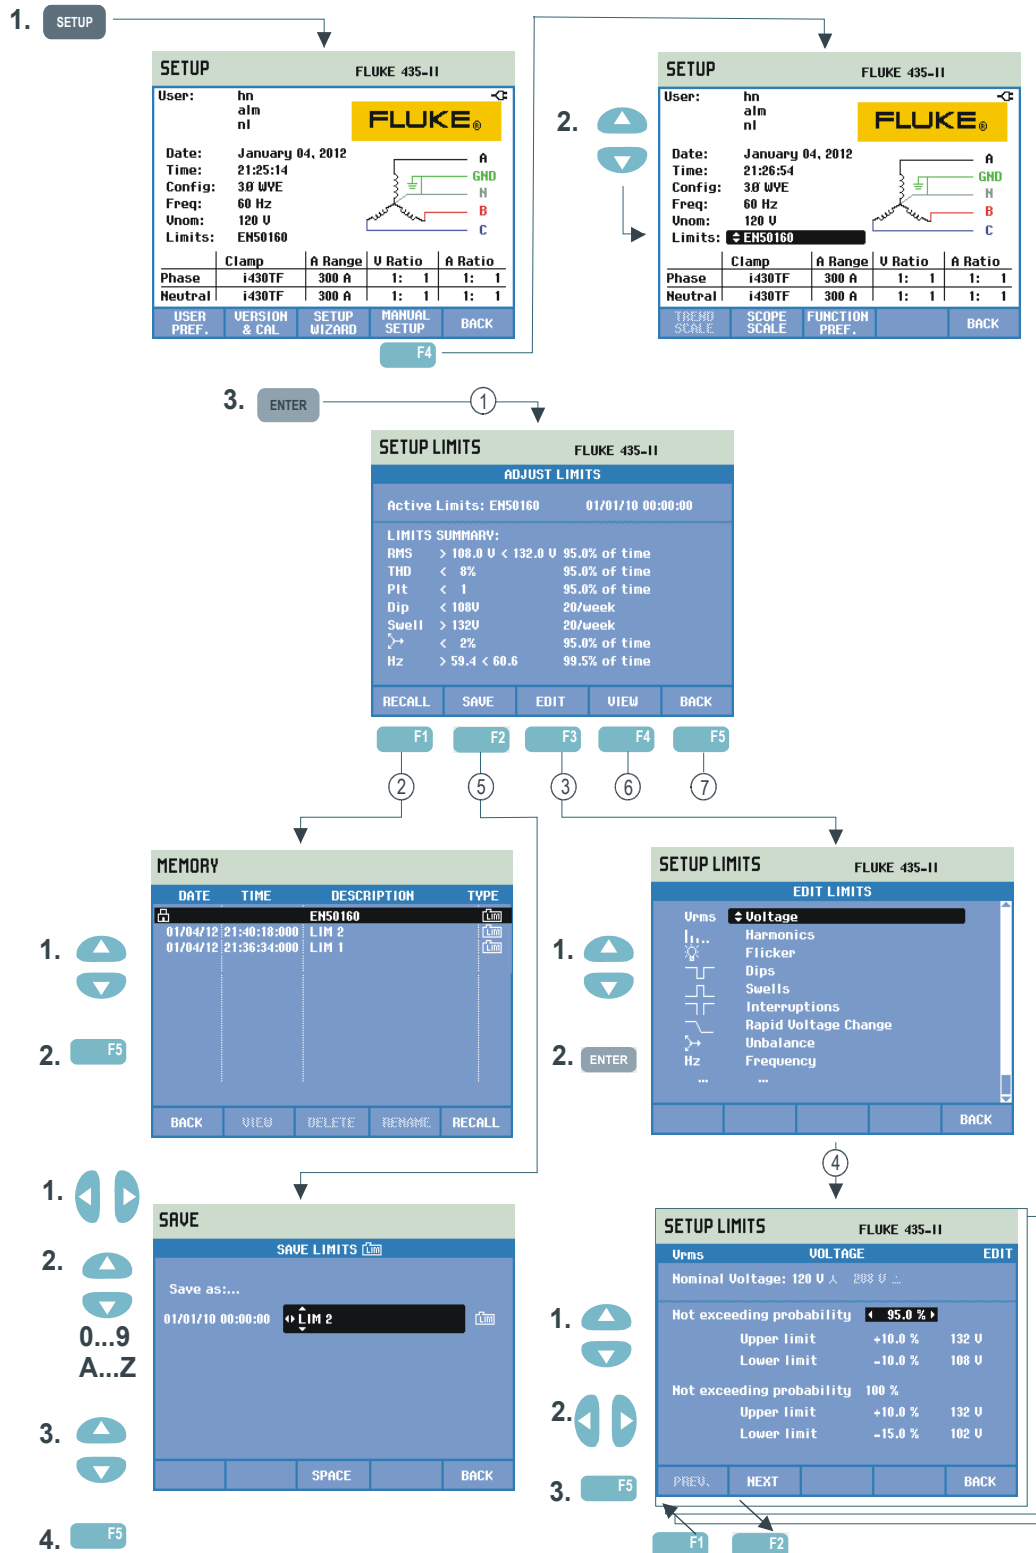 1. SETUP
SETUP FLUKE 435-II
User: hn
alm
nl
FLUKE®
Date: January 04, 2012
Time: 21:25:14
Config: 3Ø WYE
Freq: 60 Hz
Vnom: 120 V
Limits: EN50160
A
GND
N
B
C
Clamp A Range V Ratio A Ratio
Phase i430TF 300 A 1: 1 1: 1
Neutral i430TF 300 A 1: 1 1: 1
USER PREF. VERSION & CAL SETUP WIZARD MANUAL SETUP BACK
F4
2.
SETUP FLUKE 435-II
User: hn
alm
nl
FLUKE®
Date: January 04, 2012
Time: 21:26:54
Config: 3Ø WYE
Freq: 60 Hz
Vnom: 120 V
Limits: EN50160
A
GND
N
B
C
Clamp A Range V Ratio A Ratio
Phase i430TF 300 A 1: 1 1: 1
Neutral i430TF 300 A 1: 1 1: 1
TREND SCALE SCOPE SCALE FUNCTION PREF. BACK
3. ENTER 1
SETUP LIMITS FLUKE 435-II
ADJUST LIMITS
Active Limits: EN50160 01/01/10 00:00:00
LIMITS SUMMARY:
RMS > 108.0 V < 132.0 V 95.0% of time
THD < 8% 95.0% of time
Plt < 1 95.0% of time
Dip < 108V 20/week
Swell > 132V 20/week
< 2% 95.0% of time
Hz > 59.4 < 60.6 99.5% of time
RECALL SAVE EDIT VIEW BACK
F1 F2 F3 F4 F5
2 5 3 6 7
MEMORY
DATE TIME DESCRIPTION TYPE
EN50160 Lim
01/04/12 21:40:18:000 LIM 2 Lim
01/04/12 21:36:34:000 LIM 1 Lim
BACK VIEW DELETE RENAME RECALL
1.
2. F5
SETUP LIMITS FLUKE 435-II
EDIT LIMITS
Vrms Voltage
Harmonics
Flicker
Dips
Swells
Interruptions
Rapid Voltage Change
Unbalance
Hz Frequency
... ...
BACK
1.
2. ENTER
4
1.
2.
0...9
A...Z
3.
4. F5
SAVE
SAVE LIMITS Lim
Save as:...
01/01/10 00:00:00 LIM 2 Lim
SPACE BACK
1.
2.
3. F5
SETUP LIMITS FLUKE 435-II
Vrms VOLTAGE EDIT
Nominal Voltage: 120 V 208 V
Not exceeding probability 95.0 %
Upper limit +10.0 % 132 V
Lower limit -10.0 % 108 V
Not exceeding probability 100 %
Upper limit +10.0 % 132 V
Lower limit -15.0 % 102 V
PREV. NEXT BACK
F1 F2